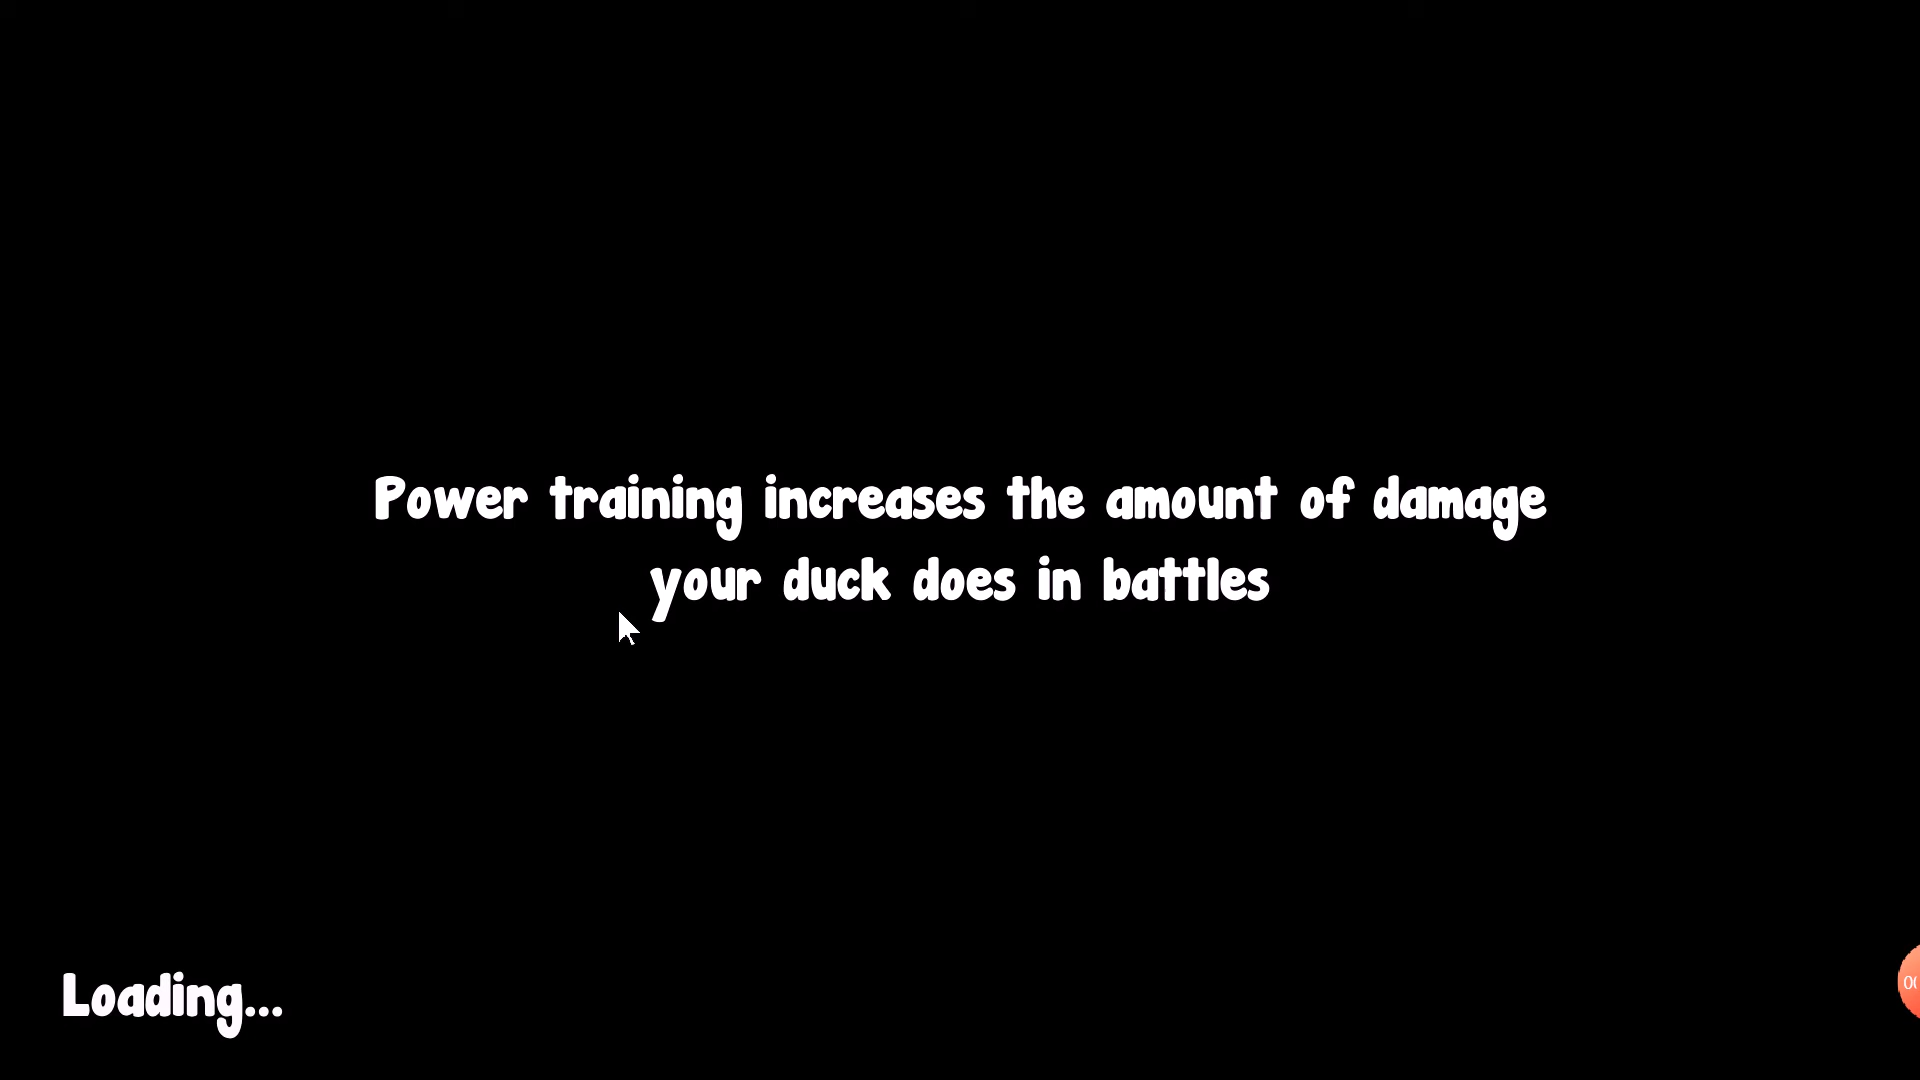 Power training increases the amount of damage
your duck does in battles
Loading...